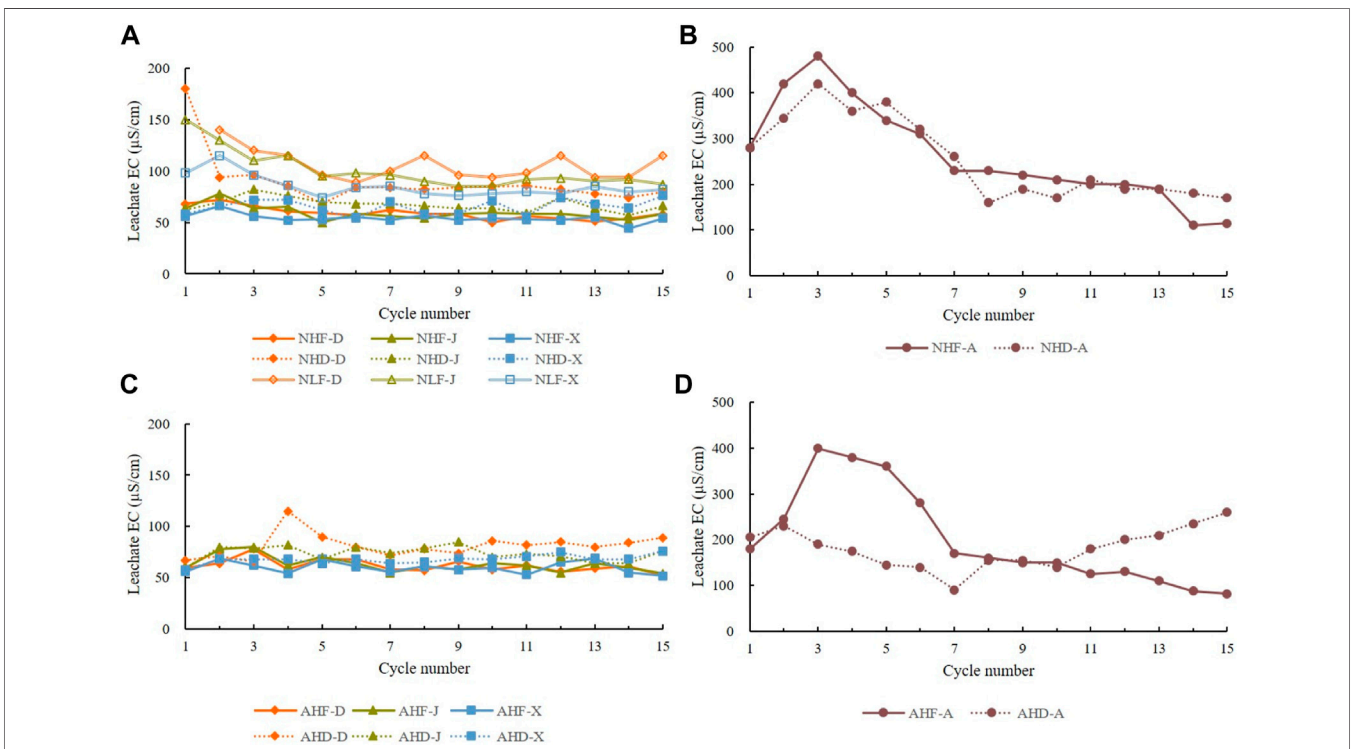 A
Leachate EC (µS/cm)
200
150
100
50
0
1 3 5 7 9 11 13 15
Cycle number
NHF-D NHF-J NHF-X
NHD-D NHD-J NHD-X
NLF-D NLF-J NLF-X
B
Leachate EC (µS/cm)
500
400
300
200
100
0
1 3 5 7 9 11 13 15
Cycle number
NHF-A NHD-A
C
Leachate EC (µS/cm)
200
150
100
50
0
1 3 5 7 9 11 13 15
Cycle number
AHF-D AHF-J AHF-X
AHD-D AHD-J AHD-X
D
Leachate EC (µS/cm)
500
400
300
200
100
0
1 3 5 7 9 11 13 15
Cycle number
AHF-A AHD-A